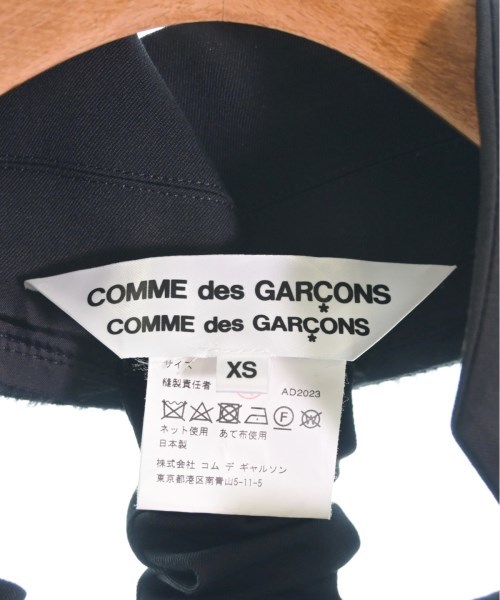 COMME des GARÇONS
COMME des GARÇONS
サイズ XS
縫製責任者 AD2023
F W
ネット使用 あて布使用
日本製
株式会社 コム デ ギャルソン
東京都港区南青山5-11-5